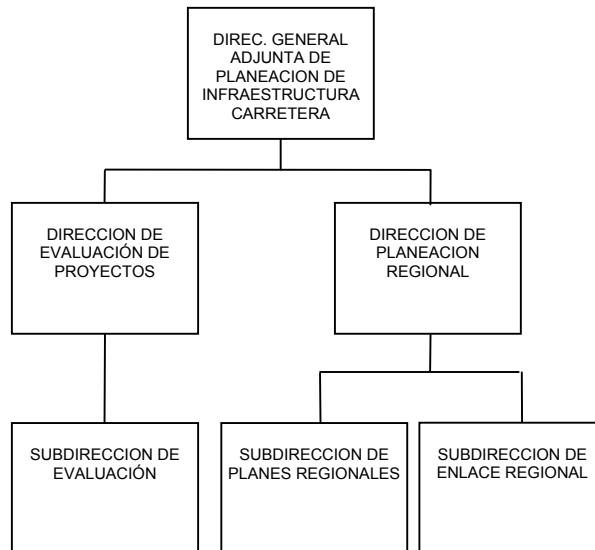 DIREC. GENERAL
ADJUNTA DE
PLANEACION DE
INFRAESTRUCTURA
CARRETERA
DIRECCION DE
EVALUACIÓN DE
PROYECTOS
DIRECCION DE
PLANEACION
REGIONAL
SUBDIRECCION DE
EVALUACIÓN
SUBDIRECCION DE
PLANES REGIONALES
SUBDIRECCION DE
ENLACE REGIONAL